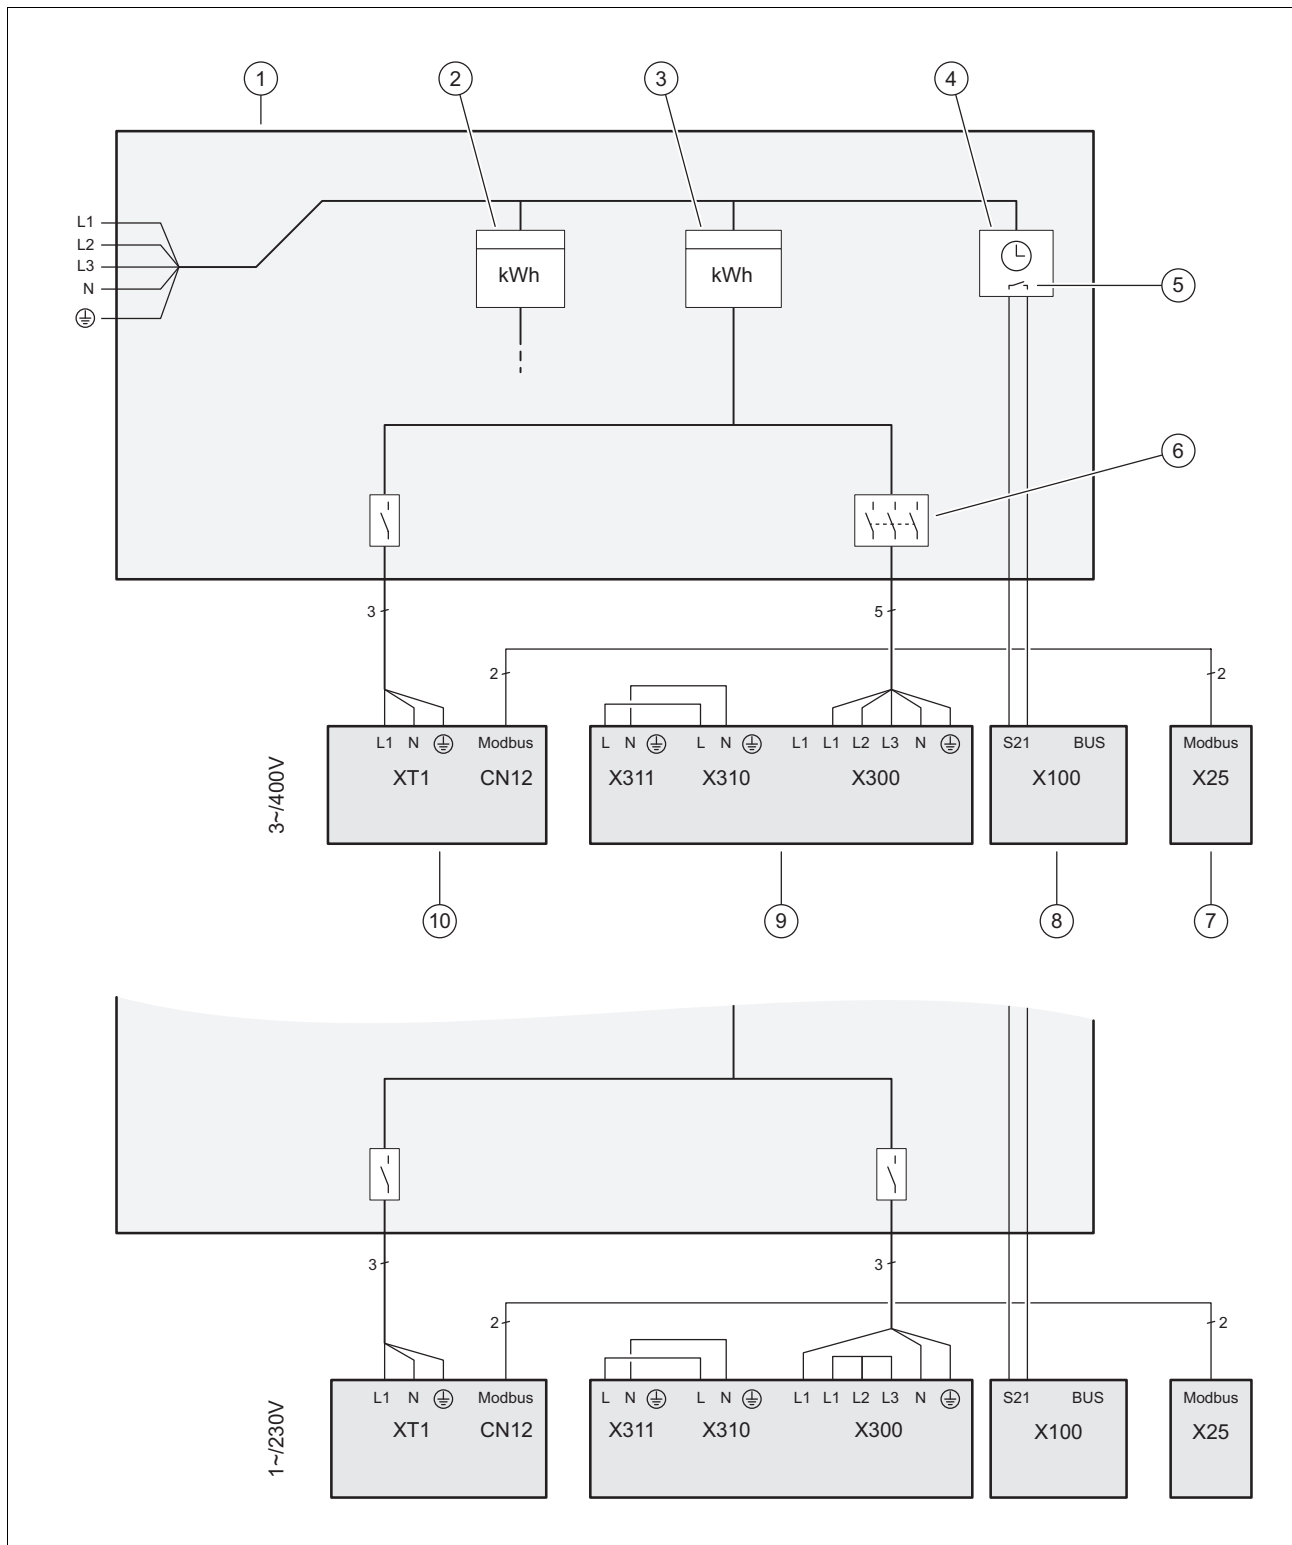 1 2 3 4
L1
L2
L3
N
kWh kWh
5
6
3 5
2 2
L1 N Modbus L N L N L1 L1 L2 L3 N S21 BUS Modbus
XT1 CN12 X311 X310 X300 X100 X25
3~/400V
10 9 8 7
3 3
2 2
L1 N Modbus L N L N L1 L1 L2 L3 N S21 BUS Modbus
XT1 CN12 X311 X310 X300 X100 X25
1~/230V